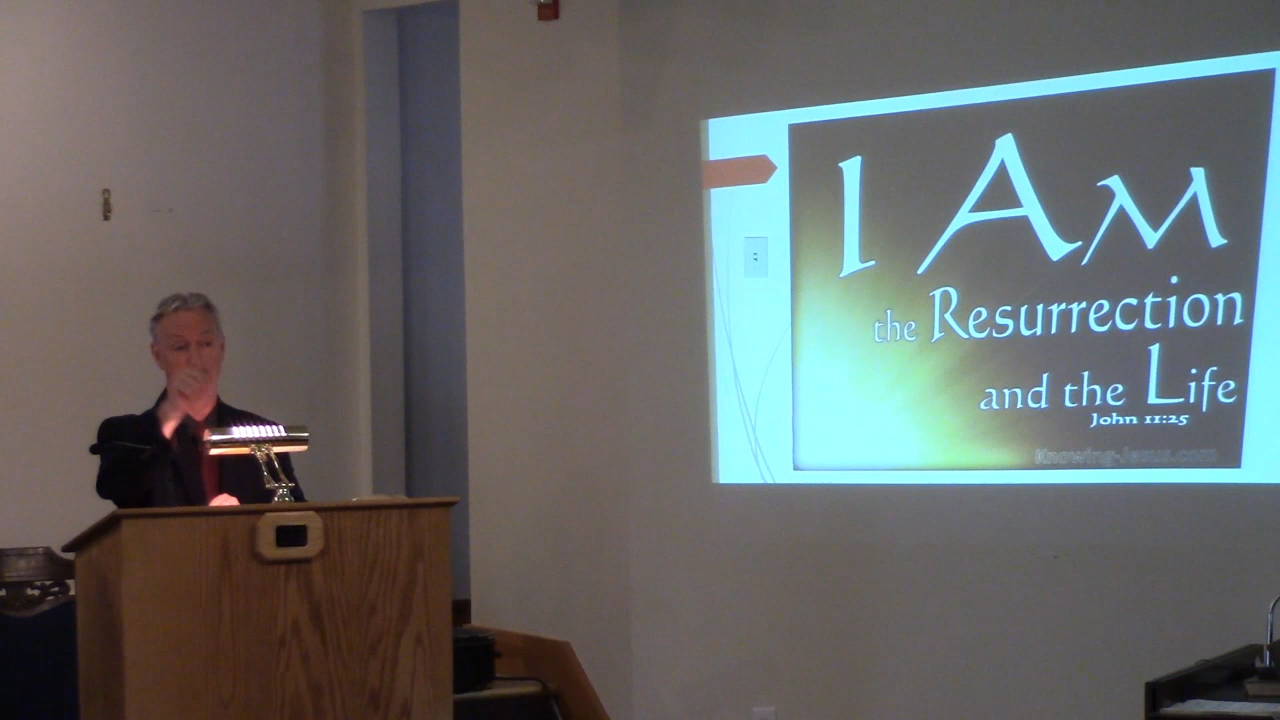 I AM
the Resurrection
and the Life
John 11:25
Knowing-Jesus.com